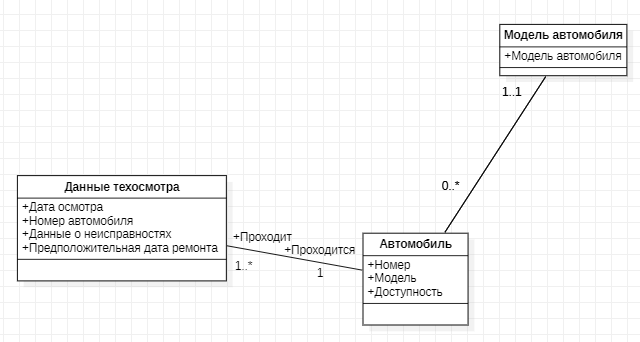 Модель автомобиля
+Модель автомобиля
1..1
0..*
Данные техосмотра
+Дата осмотра
+Номер автомобиля
+Данные о неисправностях
+Предположительная дата ремонта
+Проходит
+Проходится
1..*
1
Автомобиль
+Номер
+Модель
+Доступность